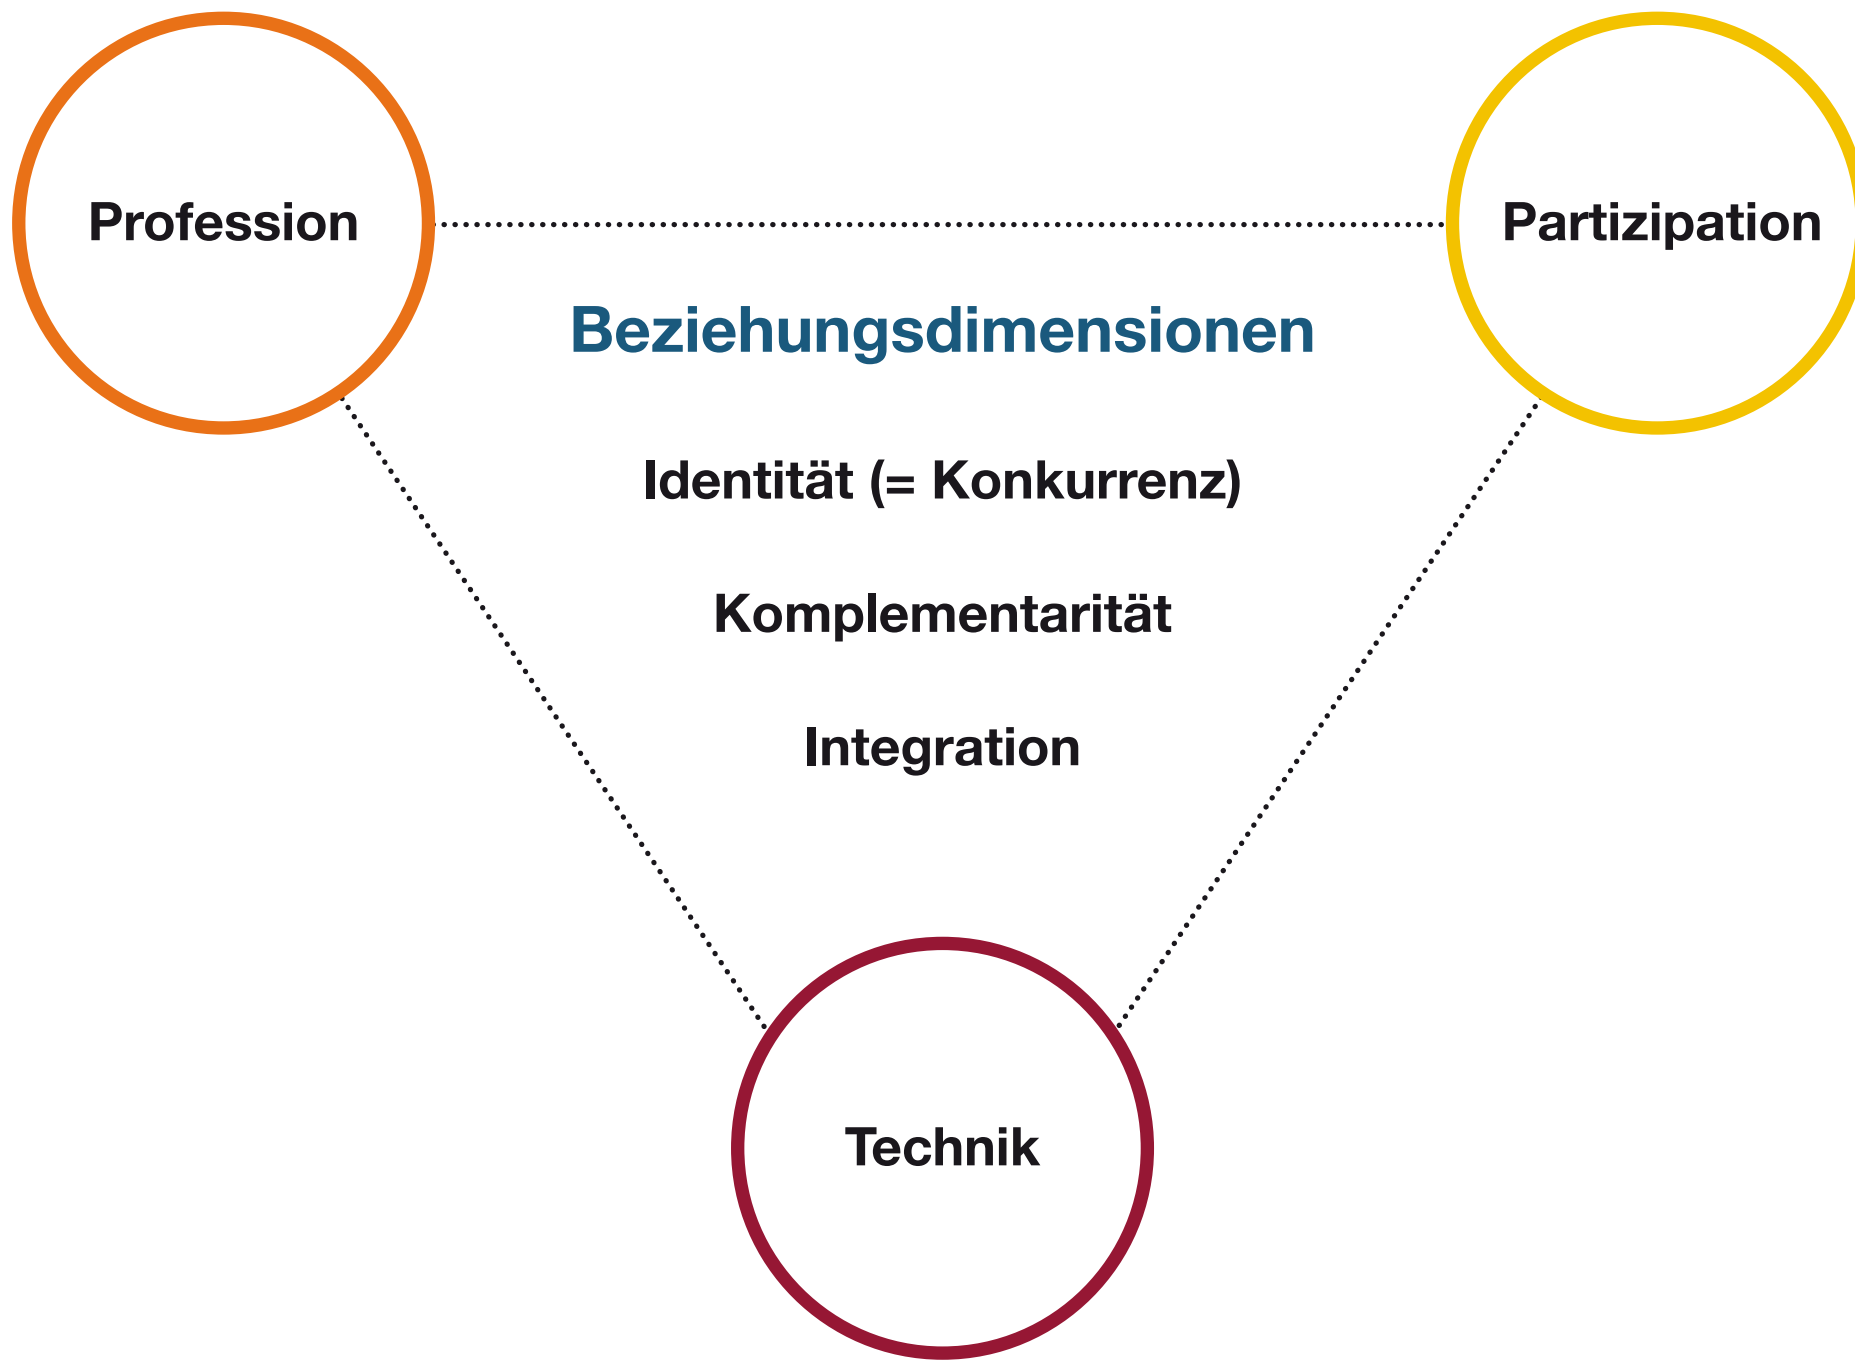 Profession
Partizipation
Beziehungsdimensionen
Identität (= Konkurrenz)
Komplementarität
Integration
Technik